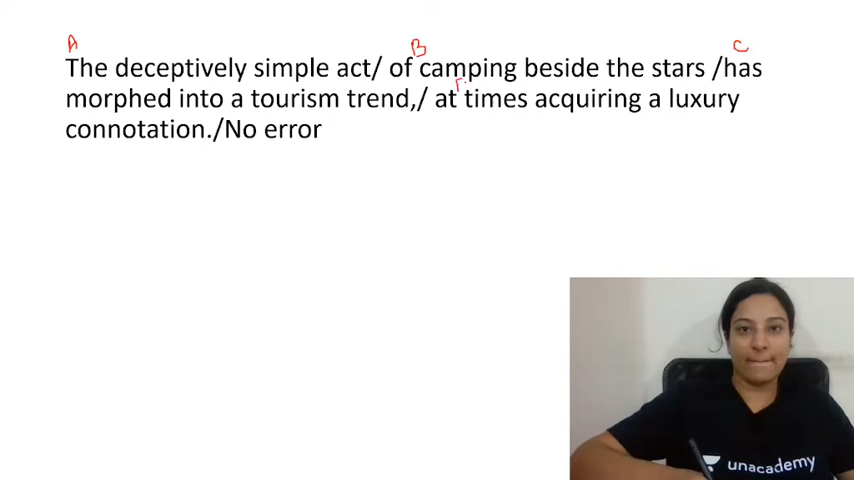 A
B
C
The deceptively simple act/ of camping beside the stars /has
morphed into a tourism trend,/ at times acquiring a luxury
connotation./No error
unacademy